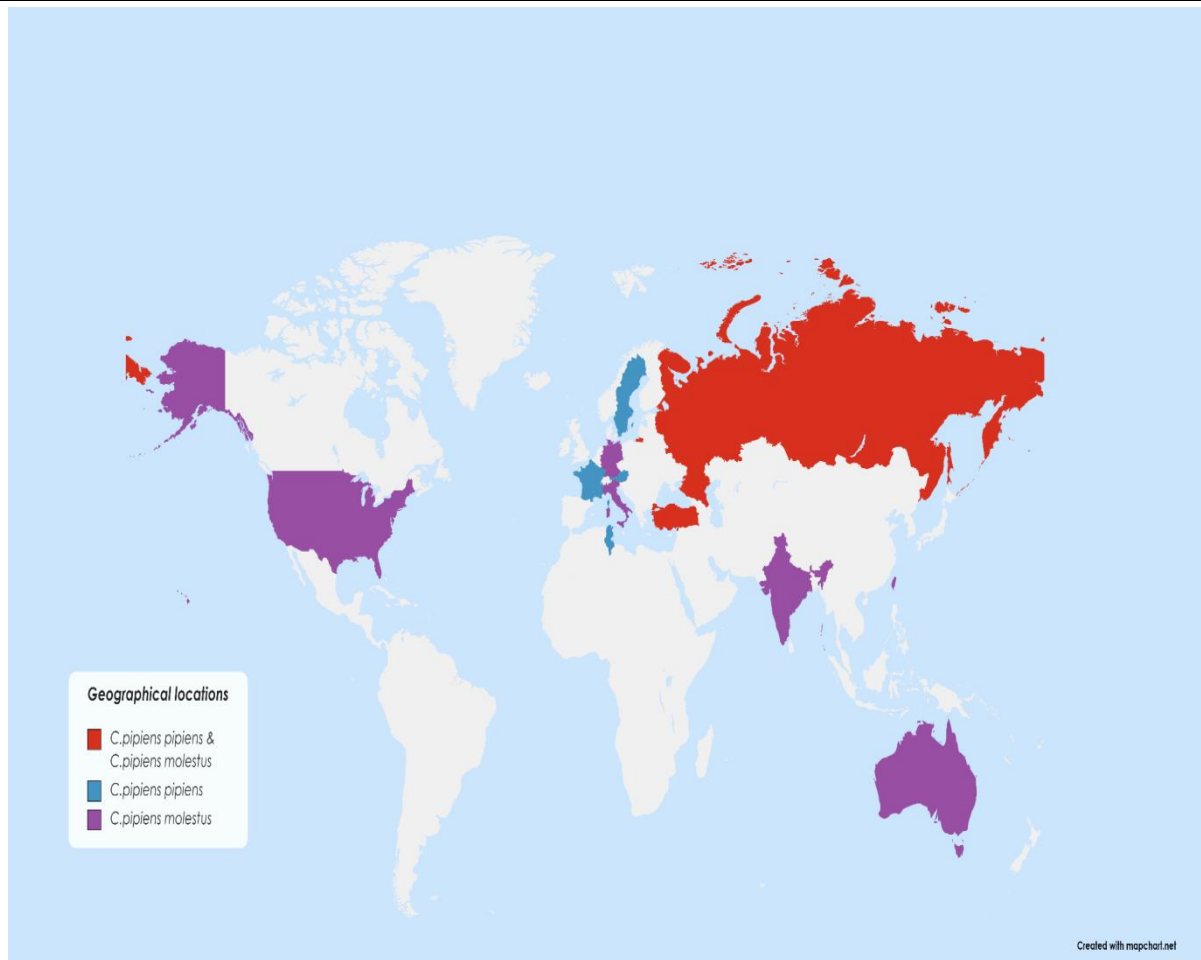 Geographical locations
C.pipiens pipiens &
C.pipiens molestus
C.pipiens pipiens
C.pipiens molestus
Created with mapchart.net